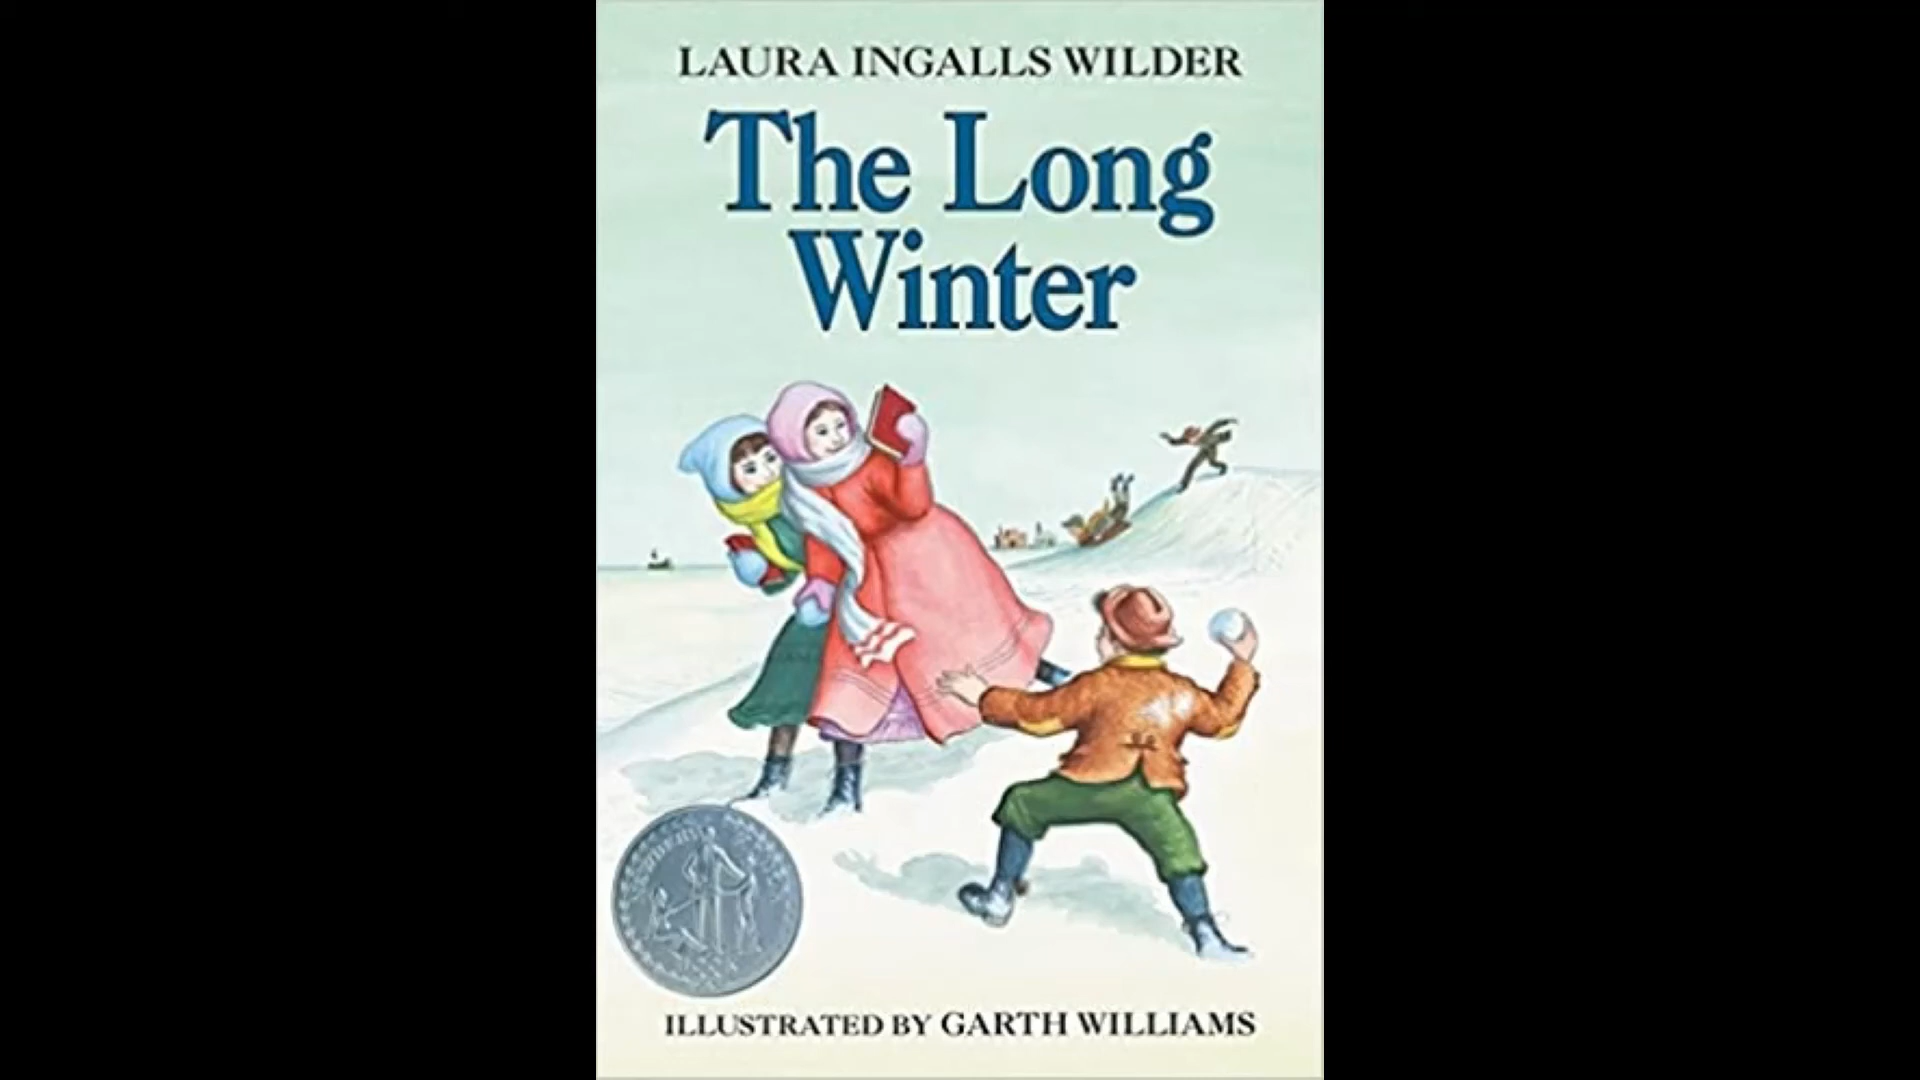 LAURA INGALLS WILDER
The Long
Winter
ILLUSTRATED BY GARTH WILLIAMS